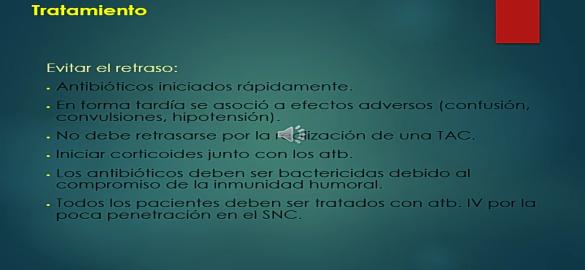 Tratamiento
Evitar el retraso:
Antibióticos iniciados rápidamente.
En forma tardía se asoció a efectos adversos (confusión,
convulsiones, hipotensión).
No debe retrasarse por la de una TAC.
Iniciar corticoides junto con los atb.
Los antibióticos deben ser bactericidas debido al
compromiso de la inmunidad humoral.
Todos los pacientes deben ser tratados con atb. IV por la
poca penetración en el SNC.